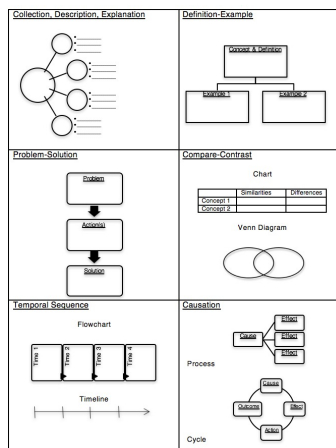 Collection, Description, Explanation
Definition-Example
Concept & Definition
Example 1
Example 2
Problem-Solution
Problem
Action(s)
Solution
Compare-Contrast
Chart
Similarities
Differences
Concept 1
Concept 2
Venn Diagram
Temporal Sequence
Flowchart
Time 1
Time 2
Time 3
Time 4
Timeline
Causation
Effect
Cause
Effect
Effect
Process
Cause
Outcome
Effect
Action
Cycle